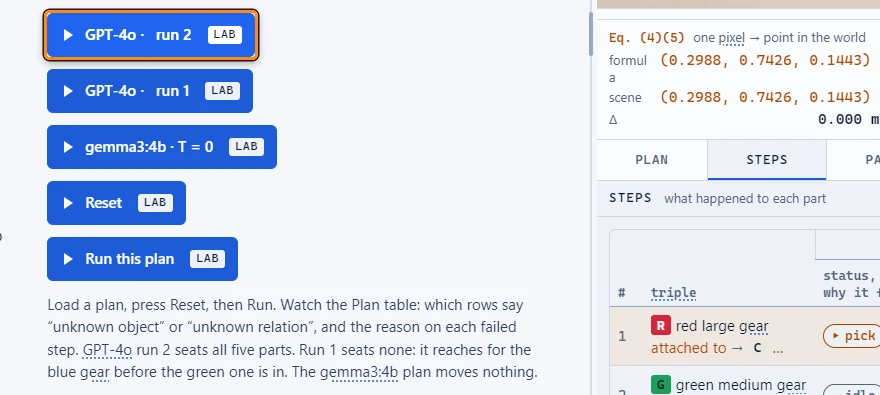 GPT-4o · run 2 LAB
GPT-4o · run 1 LAB
gemma3:4b · T = 0 LAB
Reset LAB
Run this plan LAB
Load a plan, press Reset, then Run. Watch the Plan table: which rows say
“unknown object” or “unknown relation”, and the reason on each failed
step. GPT-4o run 2 seats all five parts. Run 1 seats none: it reaches for the
blue gear before the green one is in. The gemma3:4b plan moves nothing.
Eq. (4)(5) one pixel → point in the world
formul (0.2988, 0.7426, 0.1443)
a
scene (0.2988, 0.7426, 0.1443)
Δ 0.000 m
PLAN STEPS PA
STEPS what happened to each part
status,
# triple why it
1 R red large gear pick
attached to → C ...
G green medium gear idle